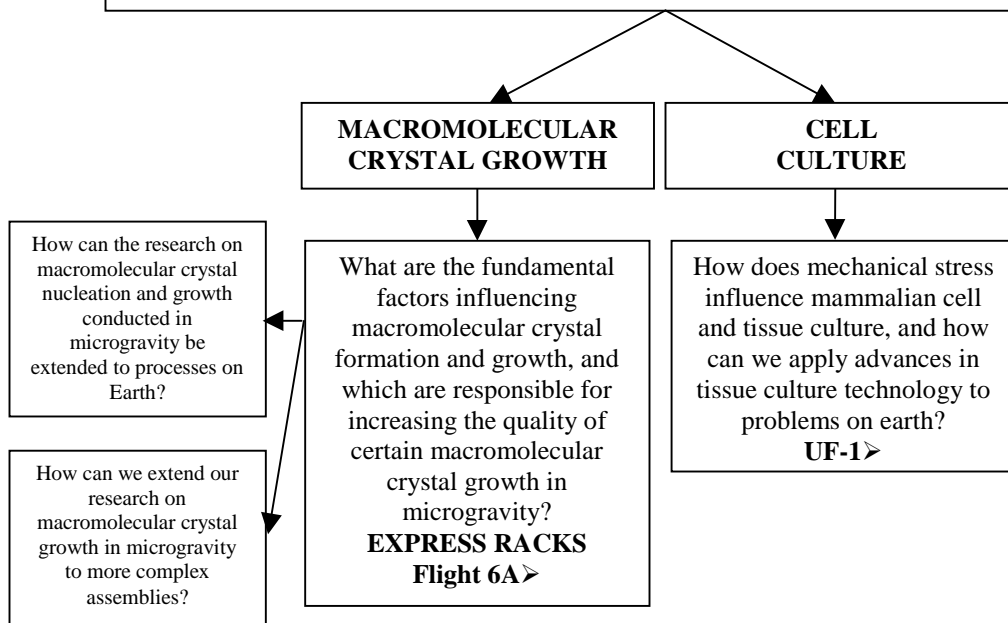 MACROMOLECULAR
CRYSTAL GROWTH
CELL
CULTURE
How can the research on
macromolecular crystal
nucleation and growth
conducted in
microgravity be
extended to processes on
Earth?
What are the fundamental
factors influencing
macromolecular crystal
formation and growth, and
which are responsible for
increasing the quality of
certain macromolecular
crystal growth in
microgravity?
EXPRESS RACKS
Flight 6A➢
How does mechanical stress
influence mammalian cell
and tissue culture, and how
can we apply advances in
tissue culture technology to
problems on earth?
UF-1➢
How can we extend our
research on
macromolecular crystal
growth in microgravity
to more complex
assemblies?